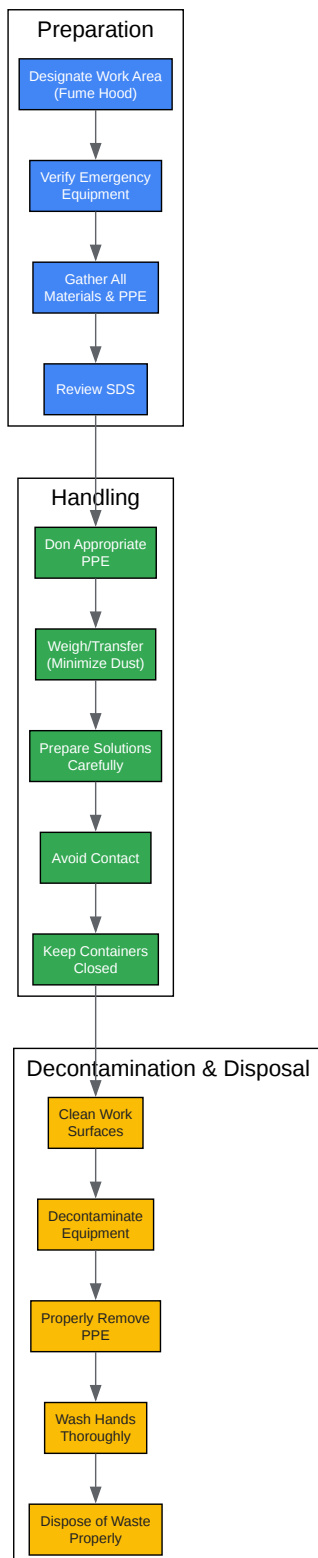 Preparation
Designate Work Area
(Fume Hood)
Verify Emergency
Equipment
Gather All
Materials & PPE
Review SDS
Handling
Don Appropriate
PPE
Weigh/Transfer
(Minimize Dust)
Prepare Solutions
Carefully
Avoid Contact
Keep Containers
Closed
Decontamination & Disposal
Clean Work
Surfaces
Decontaminate
Equipment
Properly Remove
PPE
Wash Hands
Thoroughly
Dispose of Waste
Properly